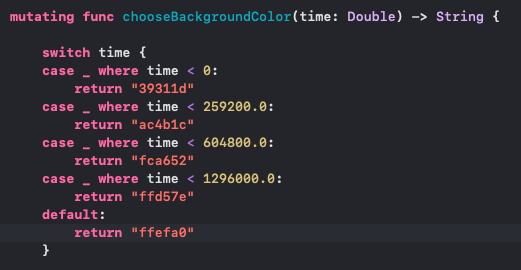 mutating func chooseBackgroundColor(time: Double) -> String {
switch time {
case _ where time < 0:
return "39311d"
case _ where time < 259200.0:
return "ac4b1c"
case _ where time < 604800.0:
return "fca652"
case _ where time < 1296000.0:
return "ffd57e"
default:
return "ffefa0"
}